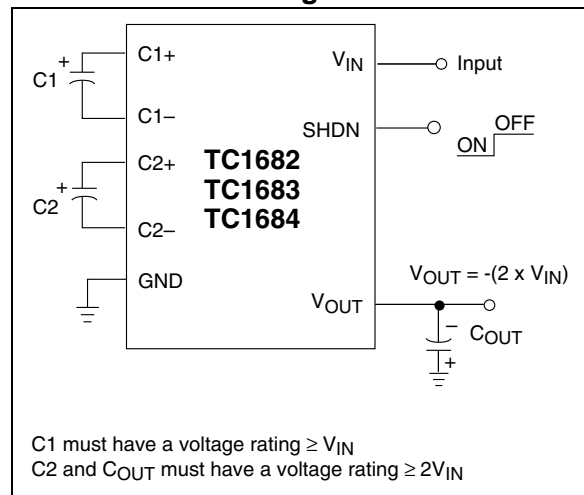 C1
+
C1+
C1–
C2
+
C2+
C2–
GND
TC1682
TC1683
TC1684
VIN
Input
SHDN
ON
OFF
VOUT
VOUT = -(2 x VIN)
–
COUT
+
C1 must have a voltage rating ≥ VIN
C2 and COUT must have a voltage rating ≥ 2VIN